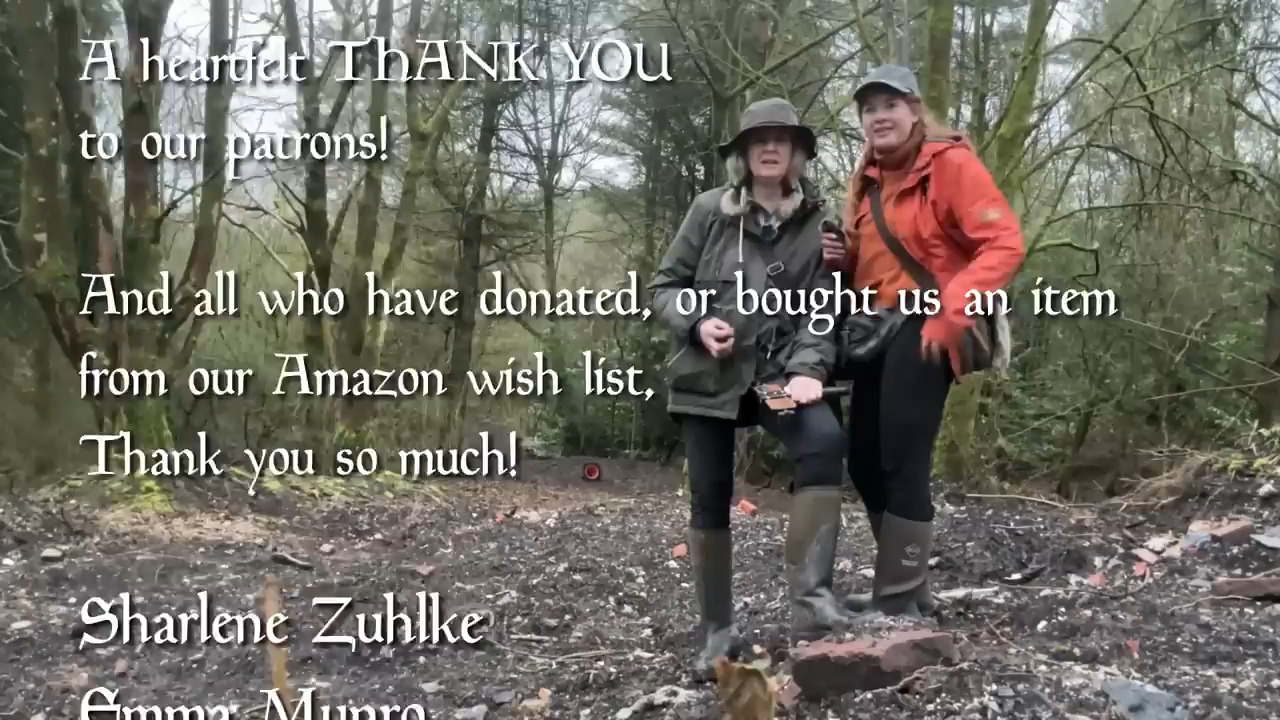 A heartfelt THANK YOU
to our patrons!
And all who have donated, or bought us an item
from our Amazon wish list,
Thank you so much!
Sharlene Zuhlke
Emma Munro